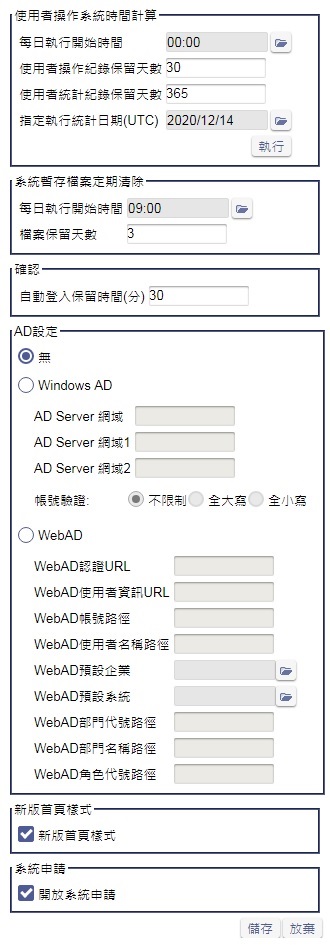 使用者操作系統時間計算
每日執行開始時間 00:00
使用者操作紀錄保留天數 30
使用者統計紀錄保留天數 365
指定執行統計日期(UTC) 2020/12/14
執行
系統暫存檔案定期清除
每日執行開始時間 09:00
檔案保留天數 3
確認
自動登入保留時間(分) 30
AD設定
無
Windows AD
AD Server 網域
AD Server 網域1
AD Server 網域2
帳號驗證: 不限制 全大寫 全小寫
WebAD
WebAD認證URL
WebAD使用者資訊URL
WebAD帳號路徑
WebAD使用者名稱路徑
WebAD預設企業
WebAD預設系統
WebAD部門代號路徑
WebAD部門名稱路徑
WebAD角色代號路徑
新版首頁樣式
新版首頁樣式
系統申請
開放系統申請
儲存 放棄